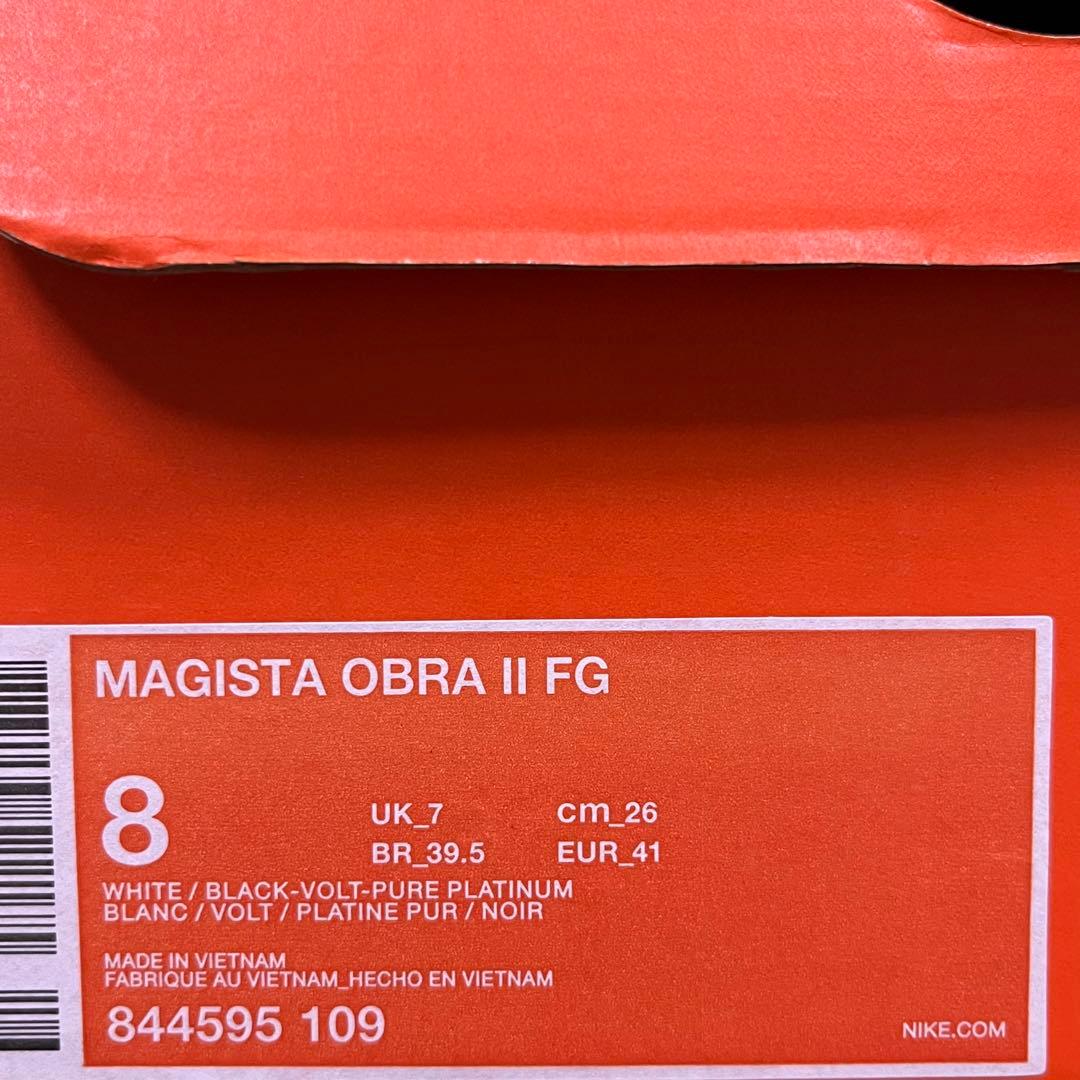 MAGISTA OBRA II FG
8
UK_7 cm_26
BR_39.5 EUR_41
WHITE / BLACK-VOLT-PURE PLATINUM
BLANC / VOLT / PLATINE PUR / NOIR
MADE IN VIETNAM
FABRIQUE AU VIETNAM_HECHO EN VIETNAM
844595 109
NIKE.COM